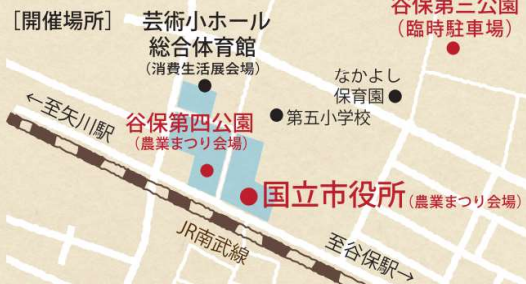 ［開催場所］
芸術小ホール
総合体育館
（消費生活展会場）
谷保第三公園
（臨時駐車場）
なかよし
保育園
第五小学校
←至矢川駅
谷保第四公園
（農業まつり会場）
国立市役所（農業まつり会場）
JR南武線
至谷保駅→